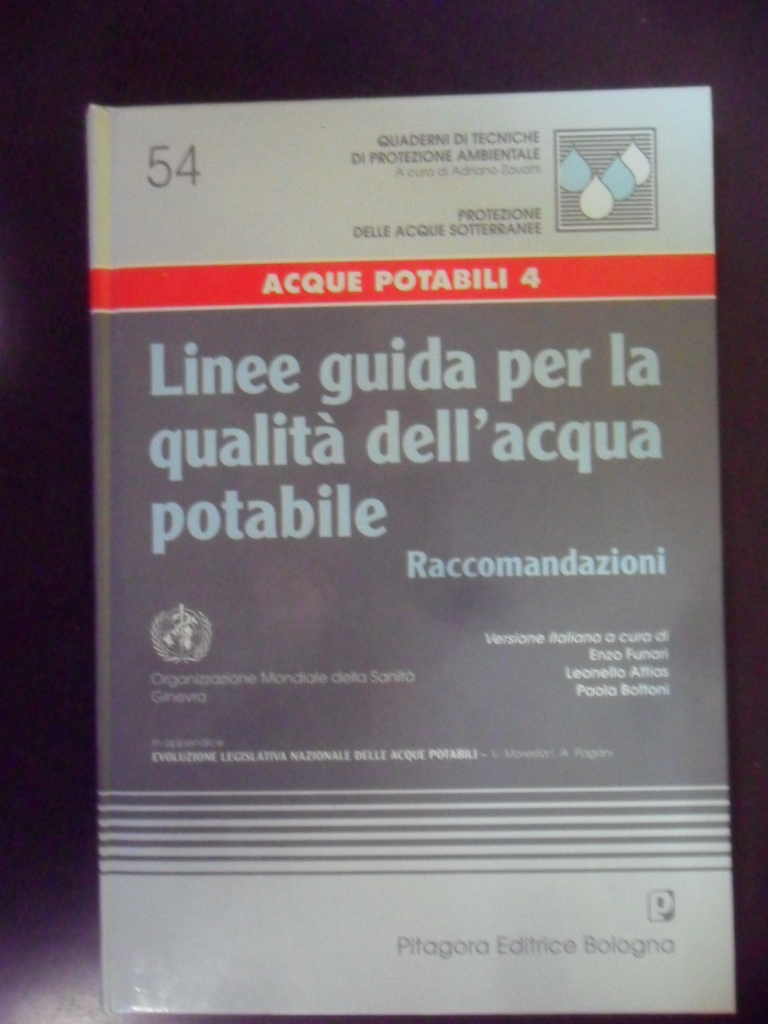 54
QUADERNI DI TECNICHE
DI PROTEZIONE AMBIENTALE
A cura di Adriano Zavatti
PROTEZIONE
DELLE ACQUE SOTTERRANEE
ACQUE POTABILI 4
Linee guida per la
qualità dell'acqua
potabile
Raccomandazioni
Versione italiana a cura di
Enzo Funari
Leonello Attias
Paola Bottoni
Organizzazione Mondiale della Sanità
Ginevra
In appendice
EVOLUZIONE LEGISLATIVA NAZIONALE DELLE ACQUE POTABILI – V. A. Pagani
Pitagora Editrice Bologna